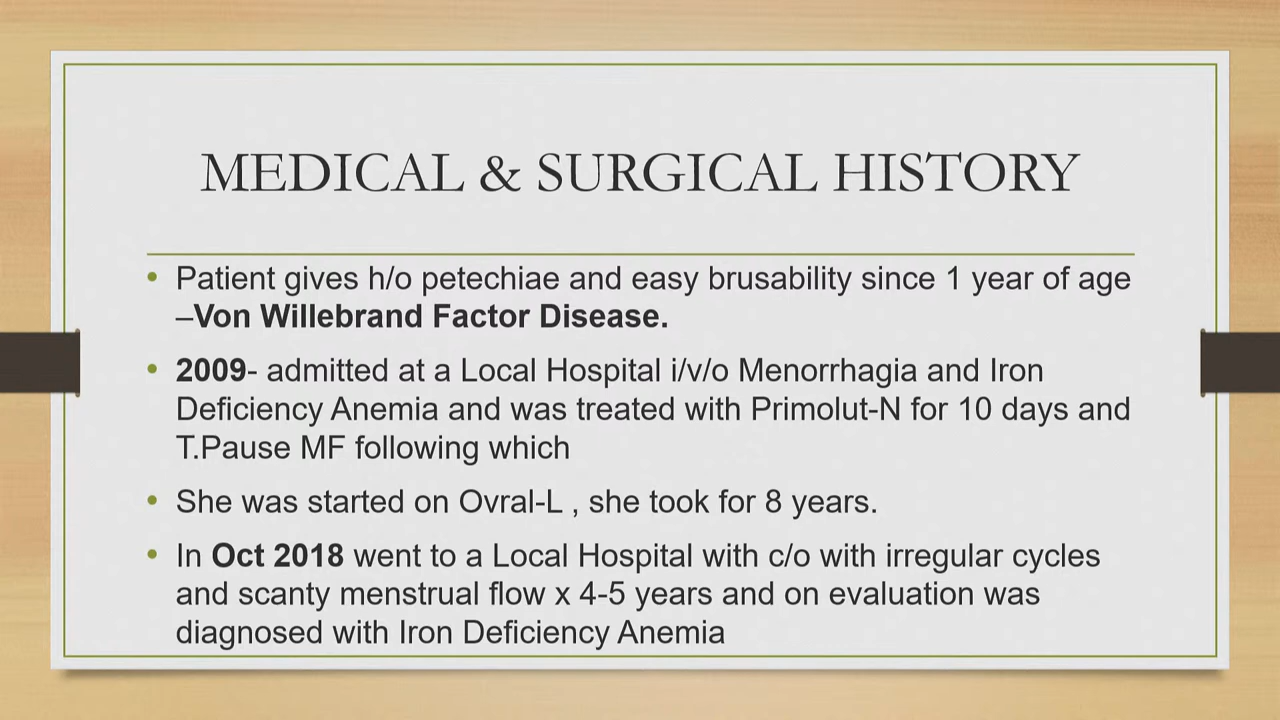 MEDICAL & SURGICAL HISTORY
• Patient gives h/o petechiae and easy brusability since 1 year of age
–Von Willebrand Factor Disease.
• 2009- admitted at a Local Hospital i/v/o Menorrhagia and Iron
Deficiency Anemia and was treated with Primolut-N for 10 days and
T.Pause MF following which
• She was started on Ovral-L , she took for 8 years.
• In Oct 2018 went to a Local Hospital with c/o with irregular cycles
and scanty menstrual flow x 4-5 years and on evaluation was
diagnosed with Iron Deficiency Anemia